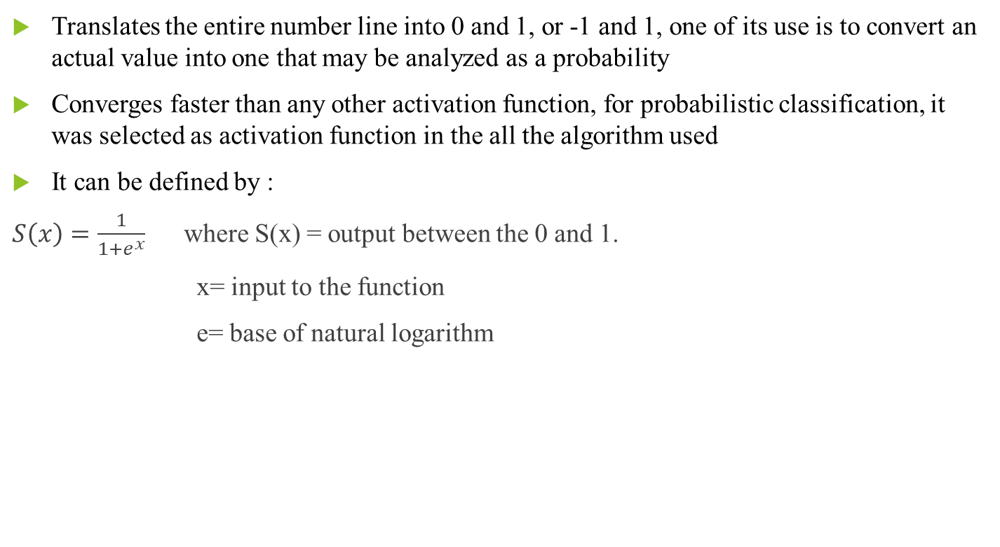 Translates the entire number line into 0 and 1, or -1 and 1, one of its use is to convert an
actual value into one that may be analyzed as a probability
Converges faster than any other activation function, for probabilistic classification, it
was selected as activation function in the all the algorithm used
It can be defined by :
S(x) = 1/(1+e^x) where S(x) = output between the 0 and 1.
x= input to the function
e= base of natural logarithm